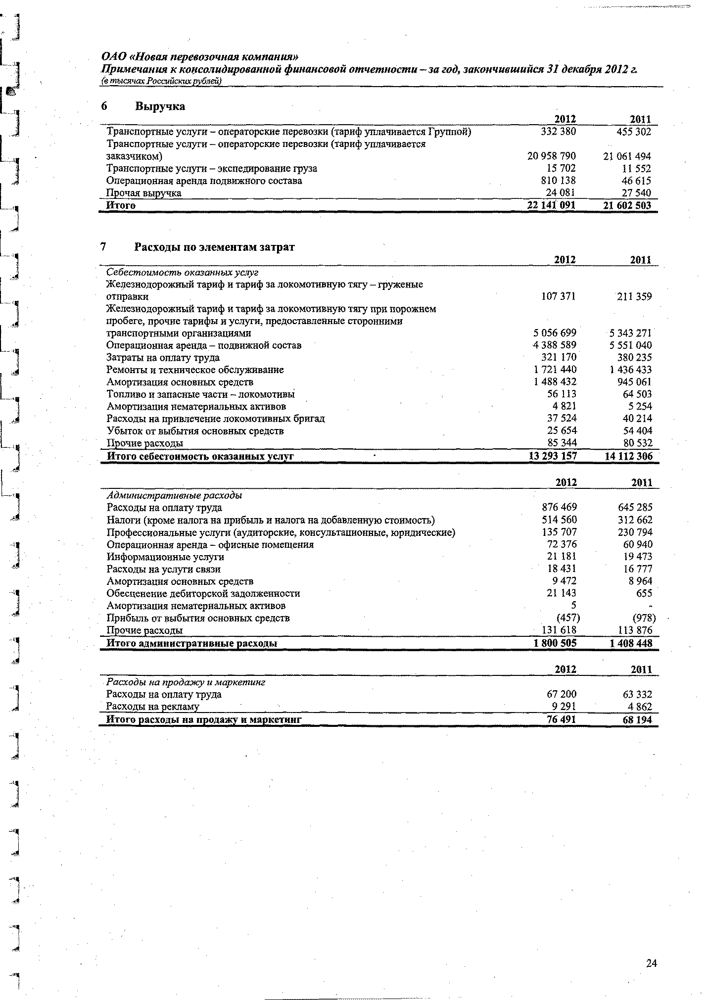 ОАО «Новая перевозочная компания»
Примечания к консолидированной финансовой отчетности – за год, закончившийся 31 декабря 2012 г.
(в тысячах Российских рублей)
6 Выручка
2012 2011
Транспортные услуги – операторские перевозки (тариф уплачивается Группой) 332 380 455 302
Транспортные услуги – операторские перевозки (тариф уплачивается
заказчиком) 20 958 790 21 061 494
Транспортные услуги – экспедирование груза 15 702 11 552
Операционная аренда подвижного состава 810 138 46 615
Прочая выручка 24 081 27 540
Итого 22 141 091 21 602 503
7 Расходы по элементам затрат
2012 2011
Себестоимость оказанных услуг
Железнодорожный тариф и тариф за локомотивную тягу – груженые
отправки 107 371 211 359
Железнодорожный тариф и тариф за локомотивную тягу при порожнем
пробеге, прочие тарифы и услуги, предоставленные сторонними
транспортными организациями 5 056 699 5 343 271
Операционная аренда – подвижной состав 4 388 589 5 551 040
Затраты на оплату труда 321 170 380 235
Ремонты и техническое обслуживание 1 721 440 1 436 433
Амортизация основных средств 1 488 432 945 061
Топливо и запасные части – локомотивы 56 113 64 503
Амортизация нематериальных активов 4 821 5 254
Расходы на привлечение локомотивных бригад 37 524 40 214
Убыток от выбытия основных средств 25 654 54 404
Прочие расходы 85 344 80 532
Итого себестоимость оказанных услуг 13 293 157 14 112 306
2012 2011
Административные расходы
Расходы на оплату труда 876 469 645 285
Налоги (кроме налога на прибыль и налога на добавленную стоимость) 514 560 312 662
Профессиональные услуги (аудиторские, консультационные, юридические) 135 707 230 794
Операционная аренда – офисные помещения 72 376 60 940
Информационные услуги 21 181 19 473
Расходы на услуги связи 18 431 16 777
Амортизация основных средств 9 472 8 964
Обесценение дебиторской задолженности 21 143 655
Амортизация нематериальных активов 5 -
Прибыль от выбытия основных средств (457) (978)
Прочие расходы 131 618 113 876
Итого административные расходы 1 800 505 1 408 448
2012 2011
Расходы на продажу и маркетинг
Расходы на оплату труда 67 200 63 332
Расходы на рекламу 9 291 4 862
Итого расходы на продажу и маркетинг 76 491 68 194
24